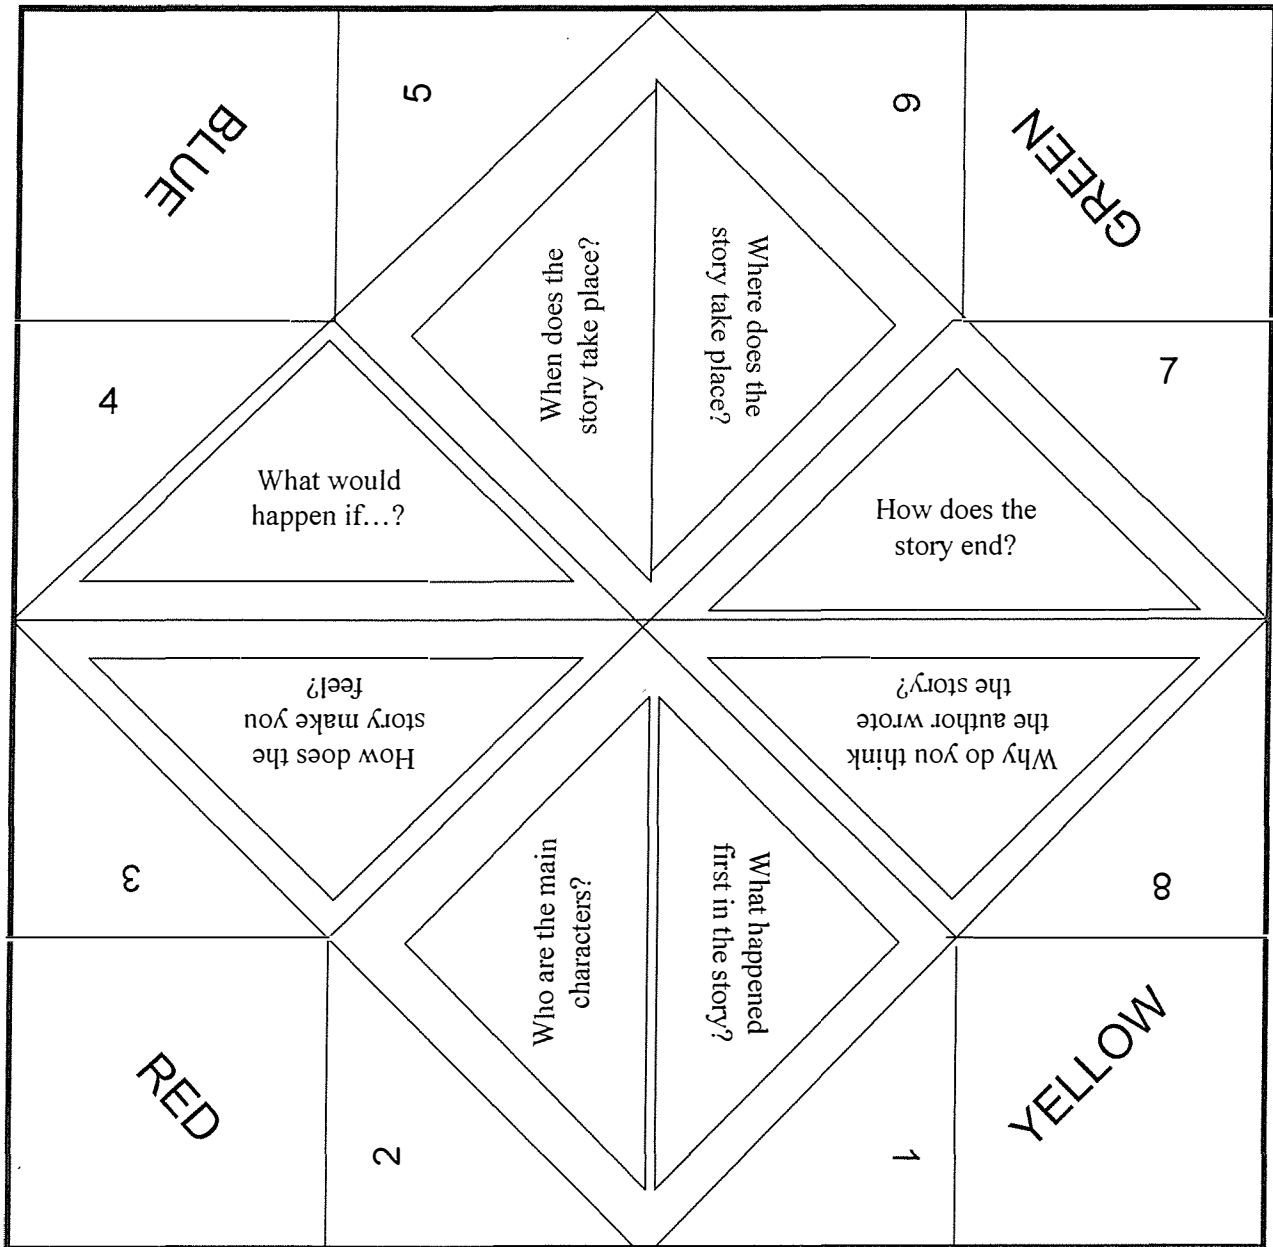 BLUE
5
6
GREEN
When does the
story take place?
Where does the
story take place?
4
7
What would
happen if…?
How does the
story end?
How does the
story make you
feel?
Why do you think
the author wrote
the story?
3
8
Who are the main
characters?
What happened
first in the story?
RED
2
1
YELLOW